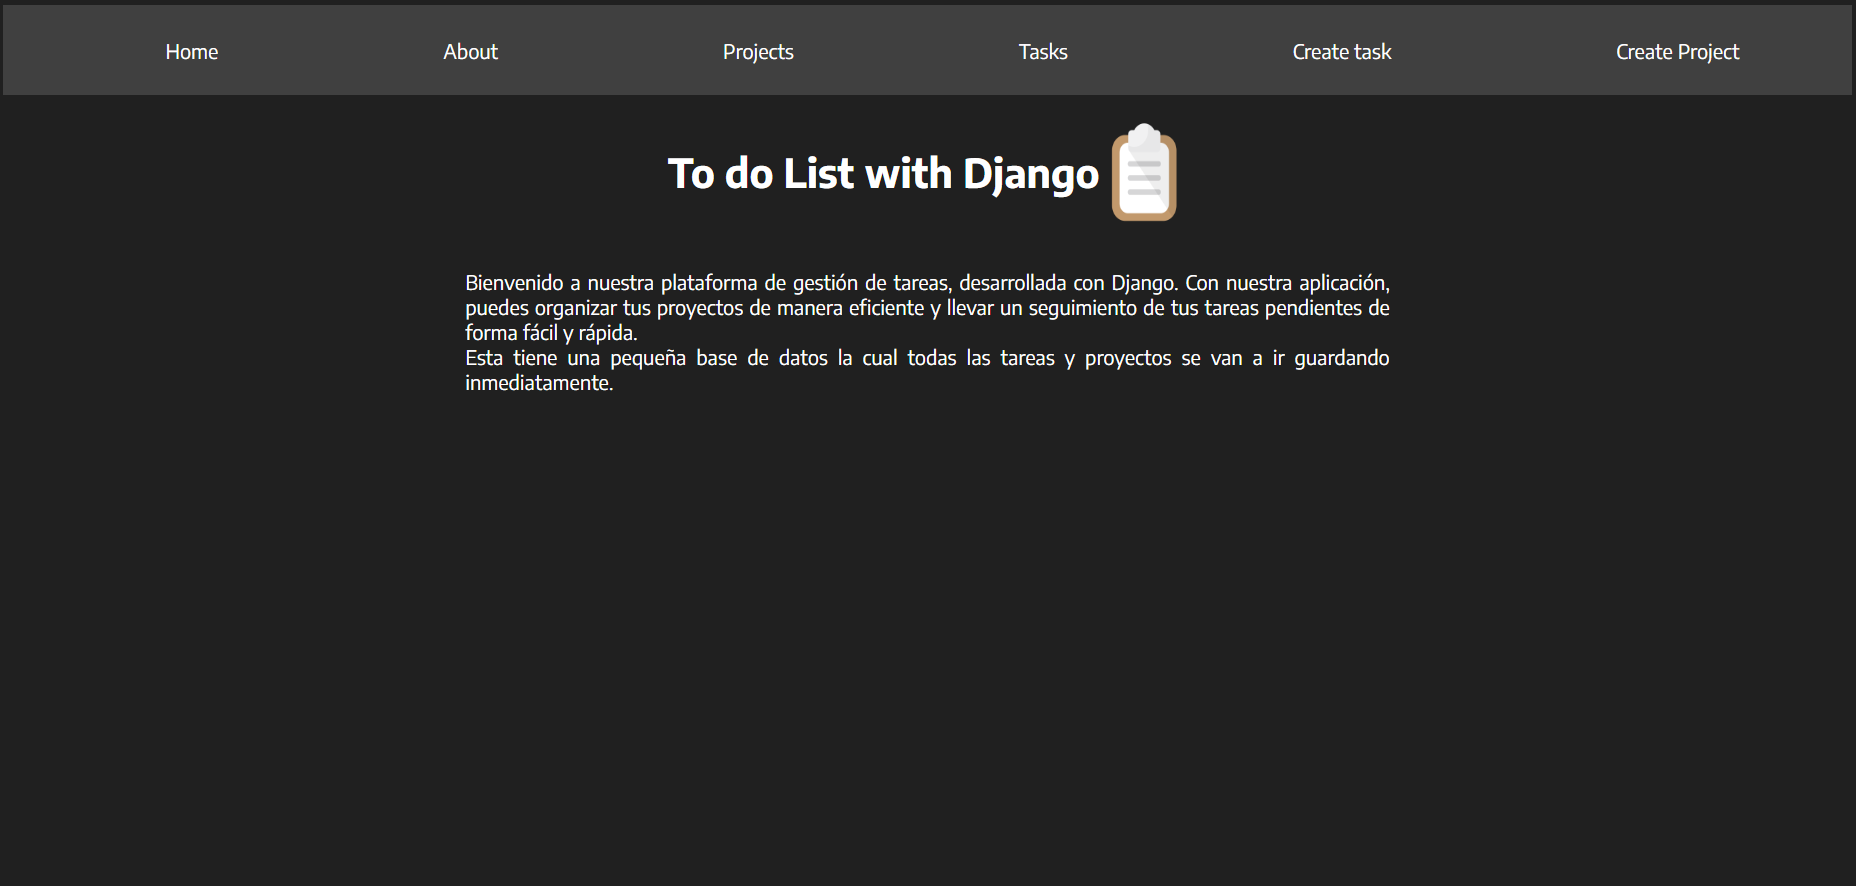 Home About Projects Tasks Create task Create Project
To do List with Django
Bienvenido a nuestra plataforma de gestión de tareas, desarrollada con Django. Con nuestra aplicación,
puedes organizar tus proyectos de manera eficiente y llevar un seguimiento de tus tareas pendientes de
forma fácil y rápida.
Esta tiene una pequeña base de datos la cual todas las tareas y proyectos se van a ir guardando
inmediatamente.